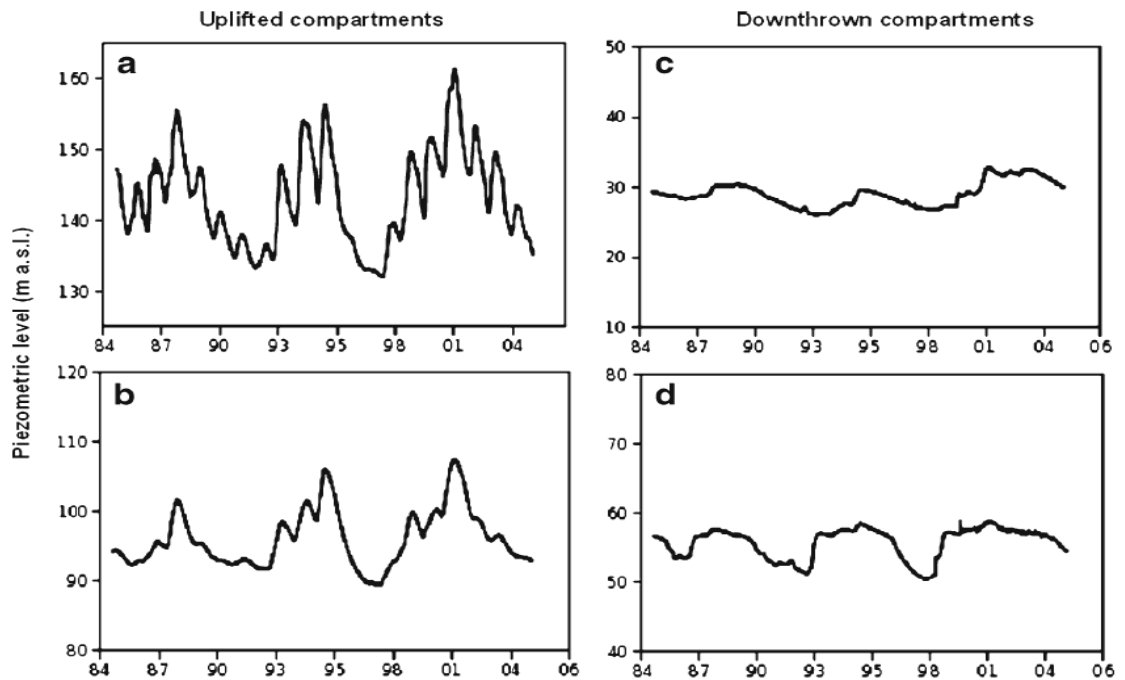 Uplifted compartments
Downthrown compartments
Piezometric level (m a.s.l.)
a
160
150
140
130
84 87 90 93 95 98 01 04
c
50
40
30
20
10
84 87 90 93 95 98 01 04 06
b
120
110
100
90
80
84 87 90 93 95 98 01 04 06
d
80
70
60
50
40
84 87 90 93 95 98 01 04 06